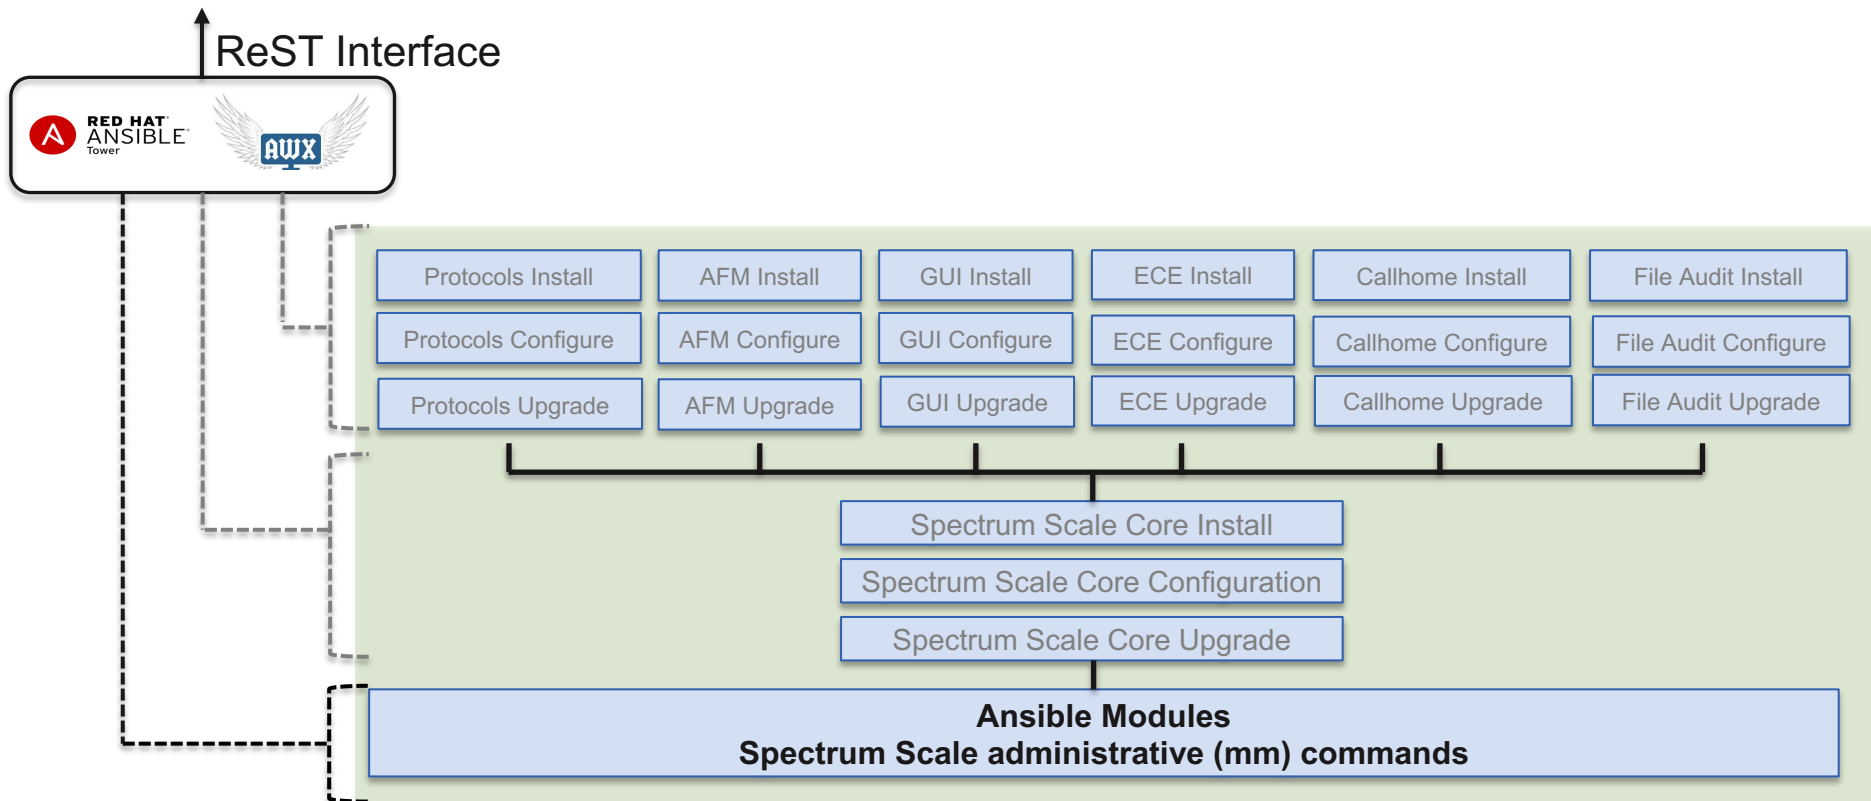 ReST Interface
RED HAT®
ANSIBLE®
Tower
AWX
Protocols Install
AFM Install
GUI Install
ECE Install
Callhome Install
File Audit Install
Protocols Configure
AFM Configure
GUI Configure
ECE Configure
Callhome Configure
File Audit Configure
Protocols Upgrade
AFM Upgrade
GUI Upgrade
ECE Upgrade
Callhome Upgrade
File Audit Upgrade
Spectrum Scale Core Install
Spectrum Scale Core Configuration
Spectrum Scale Core Upgrade
Ansible Modules
Spectrum Scale administrative (mm) commands